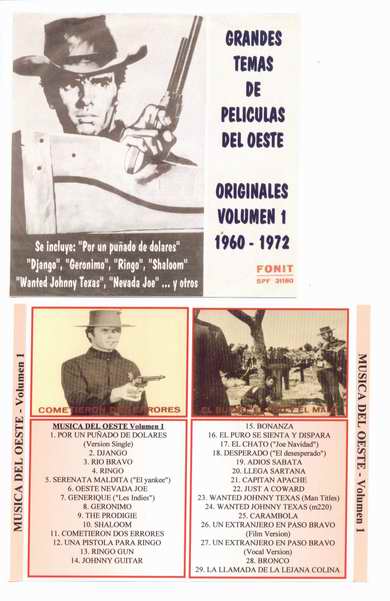 GRANDES
TEMAS
DE
PELICULAS
DEL OESTE
ORIGINALES
VOLUMEN 1
1960 - 1972
Se incluye: "Por un puñado de dolares"
"Django", "Geronimo", "Ringo", "Shaloom"
"Wanted Johnny Texas", "Nevada Joe" ... y otros
FONIT
SPF 31180
MUSICA DEL OESTE - Volumen 1
COMETIERON DOS ERRORES
EL BUENO
Y EL MA
MUSICA DEL OESTE Volumen 1
1. POR UN PUÑADO DE DOLARES
(Version Single)
2. DJANGO
3. RIO BRAVO
4. RINGO
5. SERENATA MALDITA ("El yankee")
6. OESTE NEVADA JOE
7. GENERIQUE ("Les Indies")
8. GERONIMO
9. THE PRODIGIE
10. SHALOOM
11. COMETIERON DOS ERRORES
12. UNA PISTOLA PARA RINGO
13. RINGO GUN
14. JOHNNY GUITAR
15. BONANZA
16. EL PURO SE SIENTA Y DISPARA
17. EL CHATO ("Joe Navidad")
18. DESPERADO ("El desesperado")
19. ADIOS SABATA
20. LLEGA SARTANA
21. CAPITAN APACHE
22. JUST A COWARD
23. WANTED JOHNNY TEXAS (Man Titles)
24. WANTED JOHNNY TEXAS (m220)
25. CARAMBOLA
26. UN EXTRANIERO EN PASO BRAVO
(Film Version)
27. UN EXTRANIERO EN PASO BRAVO
(Vocal Version)
28. BRONCO
29. LA LLAMADA DE LA LEJANA COLINA
MUSICA DEL OESTE - Volumen 1